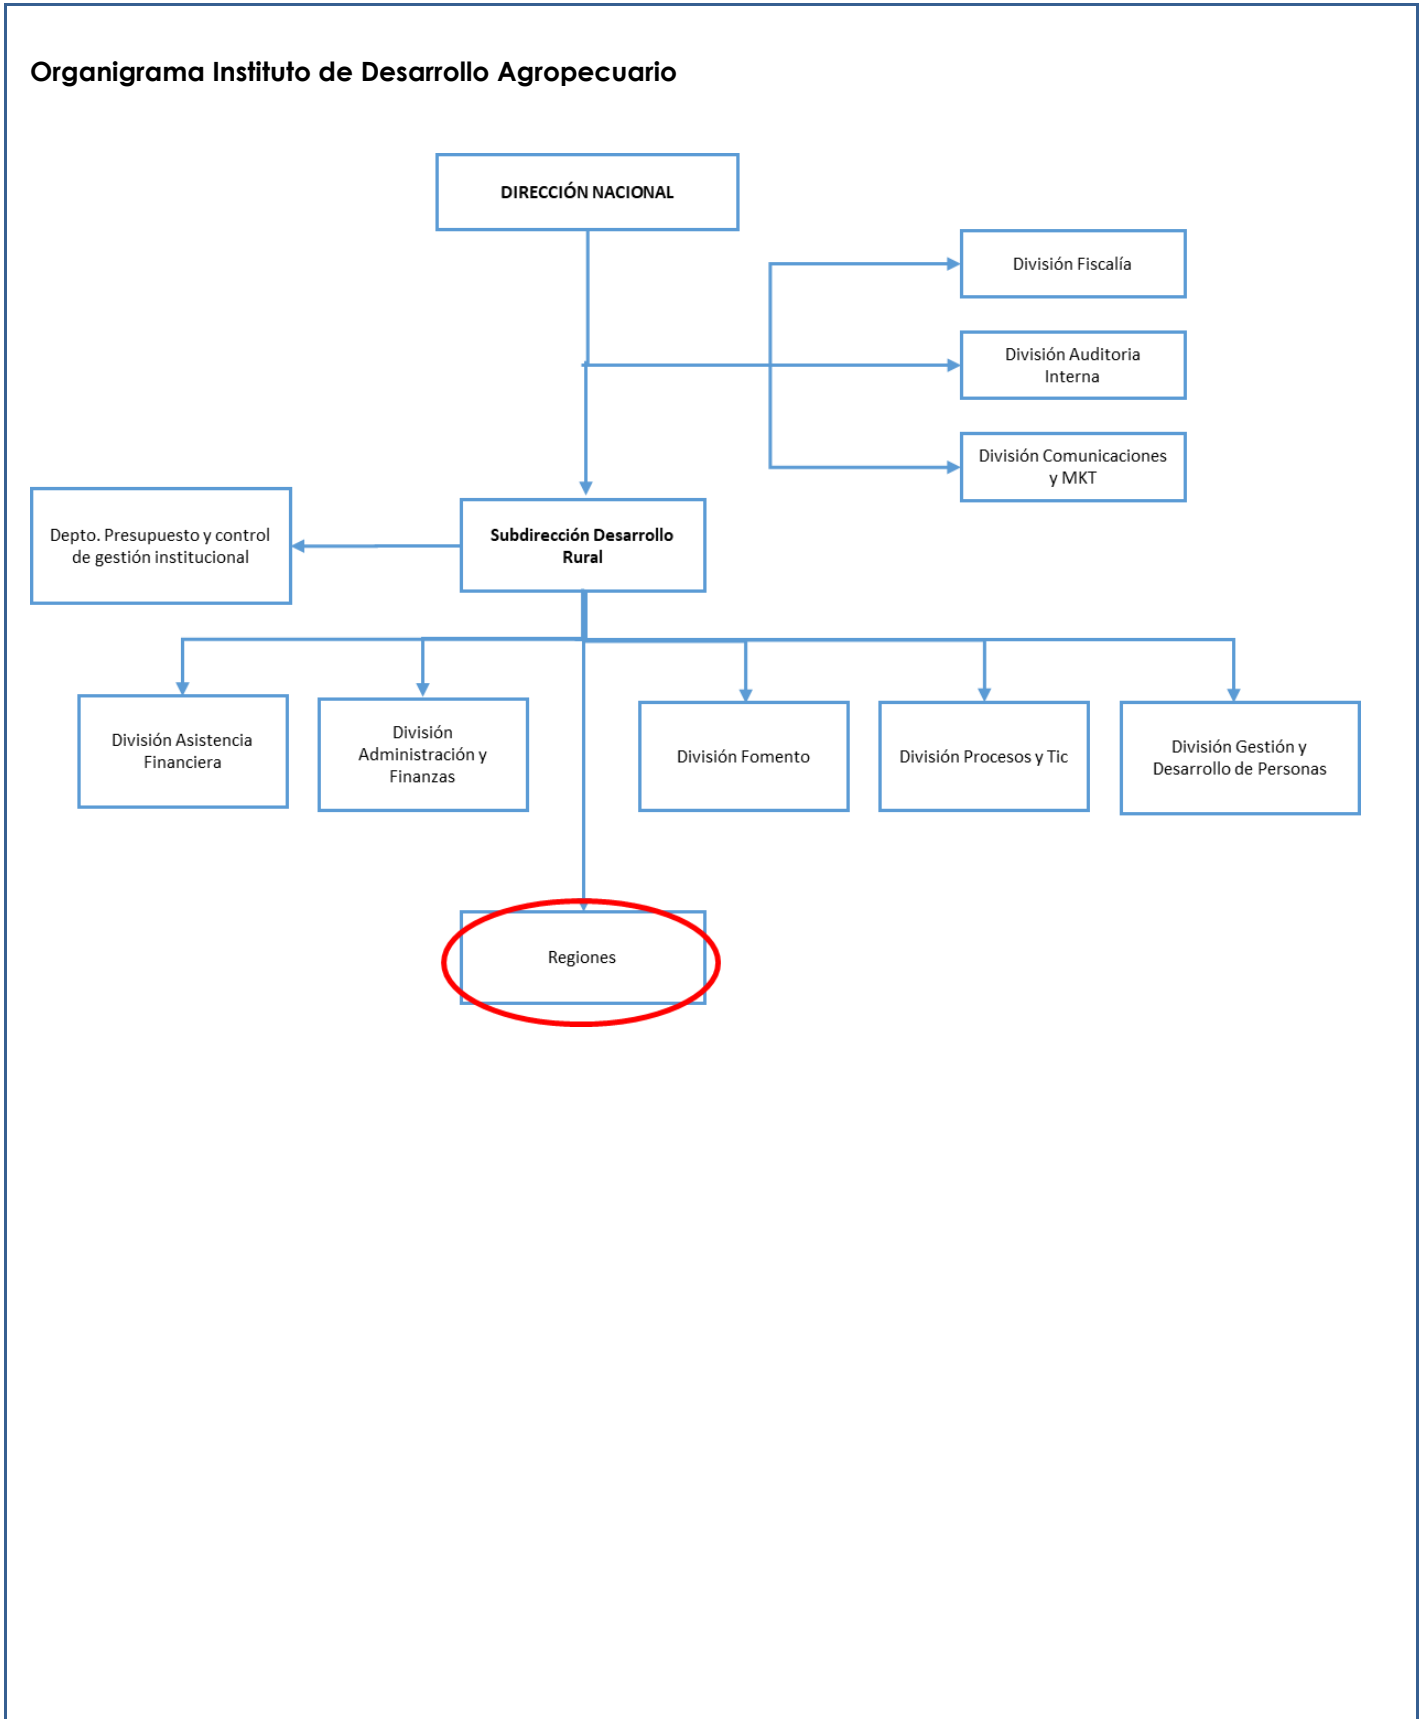 Organigrama Instituto de Desarrollo Agropecuario
DIRECCIÓN NACIONAL
División Fiscalía
División Auditoria
Interna
División Comunicaciones
y MKT
Depto. Presupuesto y control
de gestión institucional
Subdirección Desarrollo
Rural
División Asistencia
Financiera
División
Administración y
Finanzas
División Fomento
División Procesos y Tic
División Gestión y
Desarrollo de Personas
Regiones